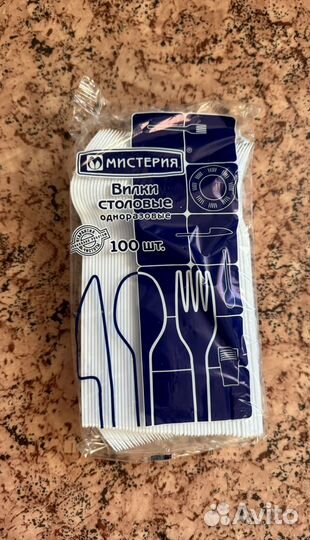 МИСТЕРИЯ
Вилки
столовые
одноразовые
100 шт.
Avito